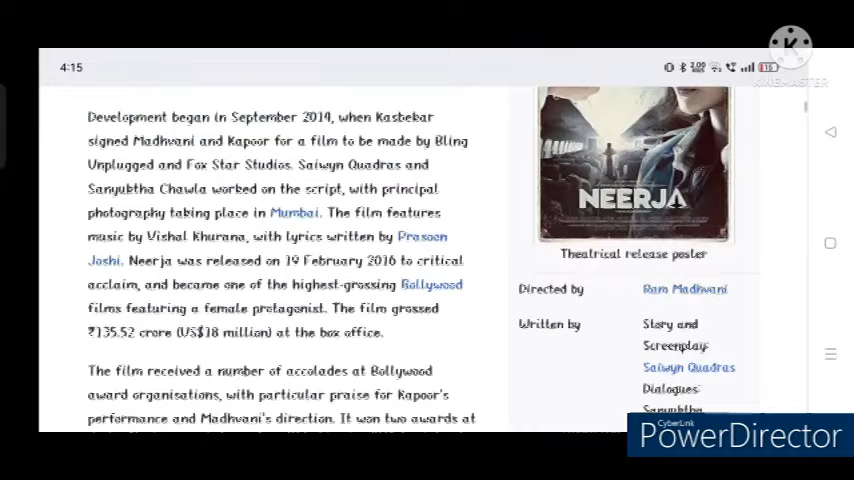 4:15
KINEMASTER
Development began in September 2014, when Kasbekar
signed Madhvani and Kapoor for a film to be made by Bling
Unplugged and Fox Star Studios. Saiwyn Quadras and
Sanyuktha Chawla worked on the script, with principal
photography taking place in Mumbai. The film features
music by Vishal Khurana, with lyrics written by Prasoon
Joshi. Neerja was released on 19 February 2016 to critical
acclaim, and became one of the highest-grossing Bollywood
films featuring a female protagonist. The film grossed
₹135.52 crore (US$18 million) at the box office.
The film received a number of accolades at Bollywood
award organisations, with particular praise for Kapoor's
performance and Madhvani's direction. It won two awards at
NEERJA
Theatrical release poster
Directed by Ram Madhvani
Written by Story and
Screenplay:
Saiwyn Quadras
Dialogues:
Sanyuktha
CyberLink
PowerDirector